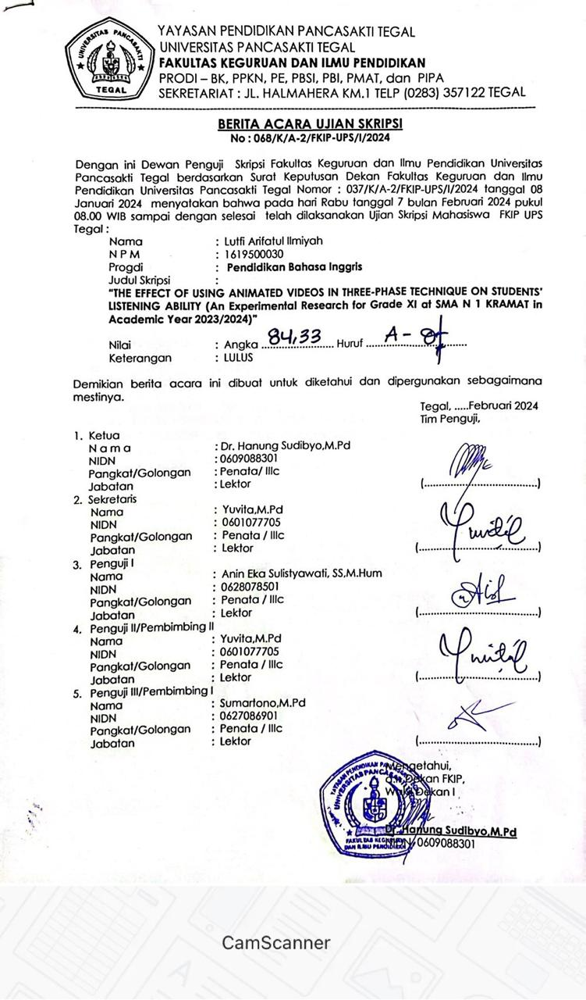 UNIVERSITAS PANCASAKTI
TEGAL
YAYASAN PENDIDIKAN PANCASAKTI TEGAL
UNIVERSITAS PANCASAKTI TEGAL
FAKULTAS KEGURUAN DAN ILMU PENDIDIKAN
PRODI – BK, PPKN, PE, PBSI, PBI, PMAT, dan PIPA
SEKRETARIAT : JL. HALMAHERA KM.1 TELP (0283) 357122 TEGAL
BERITA ACARA UJIAN SKRIPSI
No : 068/K/A-2/FKIP-UPS/I/2024
Dengan ini Dewan Penguji Skripsi Fakultas Keguruan dan Ilmu Pendidikan Universitas
Pancasakti Tegal berdasarkan Surat Keputusan Dekan Fakultas Keguruan dan Ilmu
Pendidikan Universitas Pancasakti Tegal Nomor : 037/K/A-2/FKIP-UPS/I/2024 tanggal 08
Januari 2024 menyatakan bahwa pada hari Rabu tanggal 7 bulan Februari 2024 pukul
08.00 WIB sampai dengan selesai telah dilaksanakan Ujian Skripsi Mahasiswa FKIP UPS
Tegal :
Nama : Lutfi Arifatul Ilmiyah
N P M : 1619500030
Progdi : Pendidikan Bahasa Inggris
Judul Skripsi :
"THE EFFECT OF USING ANIMATED VIDEOS IN THREE-PHASE TECHNIQUE ON STUDENTS'
LISTENING ABILITY (An Experimental Research for Grade XI at SMA N 1 KRAMAT in
Academic Year 2023/2024)"
Nilai : Angka 84,33 Huruf A -
Keterangan : LULUS
Demikian berita acara ini dibuat untuk diketahui dan dipergunakan sebagaimana
mestinya.
Tegal, .....Februari 2024
Tim Penguji,
1. Ketua
N a m a : Dr. Hanung Sudibyo,M.Pd
NIDN : 0609088301
Pangkat/Golongan : Penata/ IIIc
Jabatan : Lektor (......................................)
2. Sekretaris
Nama : Yuvita,M.Pd
NIDN : 0601077705
Pangkat/Golongan : Penata / IIIc
Jabatan : Lektor (......................................)
3. Penguji I
Nama : Anin Eka Sulistyawati, SS,M.Hum
NIDN : 0628078501
Pangkat/Golongan : Penata / IIIc
Jabatan : Lektor (......................................)
4. Penguji II/Pembimbing II
Nama : Yuvita,M.Pd
NIDN : 0601077705
Pangkat/Golongan : Penata / IIIc
Jabatan : Lektor (......................................)
5. Penguji III/Pembimbing I
Nama : Sumartono,M.Pd
NIDN : 0627086901
Pangkat/Golongan : Penata / IIIc
Jabatan : Lektor (......................................)
Mengetahui,
a.n Dekan FKIP,
Wakil Dekan I
Dr. Hanung Sudibyo,M.Pd
NIDN 0609088301
YAYASAN PENDIDIKAN
UNIVERSITAS PANCASAKTI
FAKULTAS KEGURUAN
DAN ILMU PENDIDIKAN
CamScanner